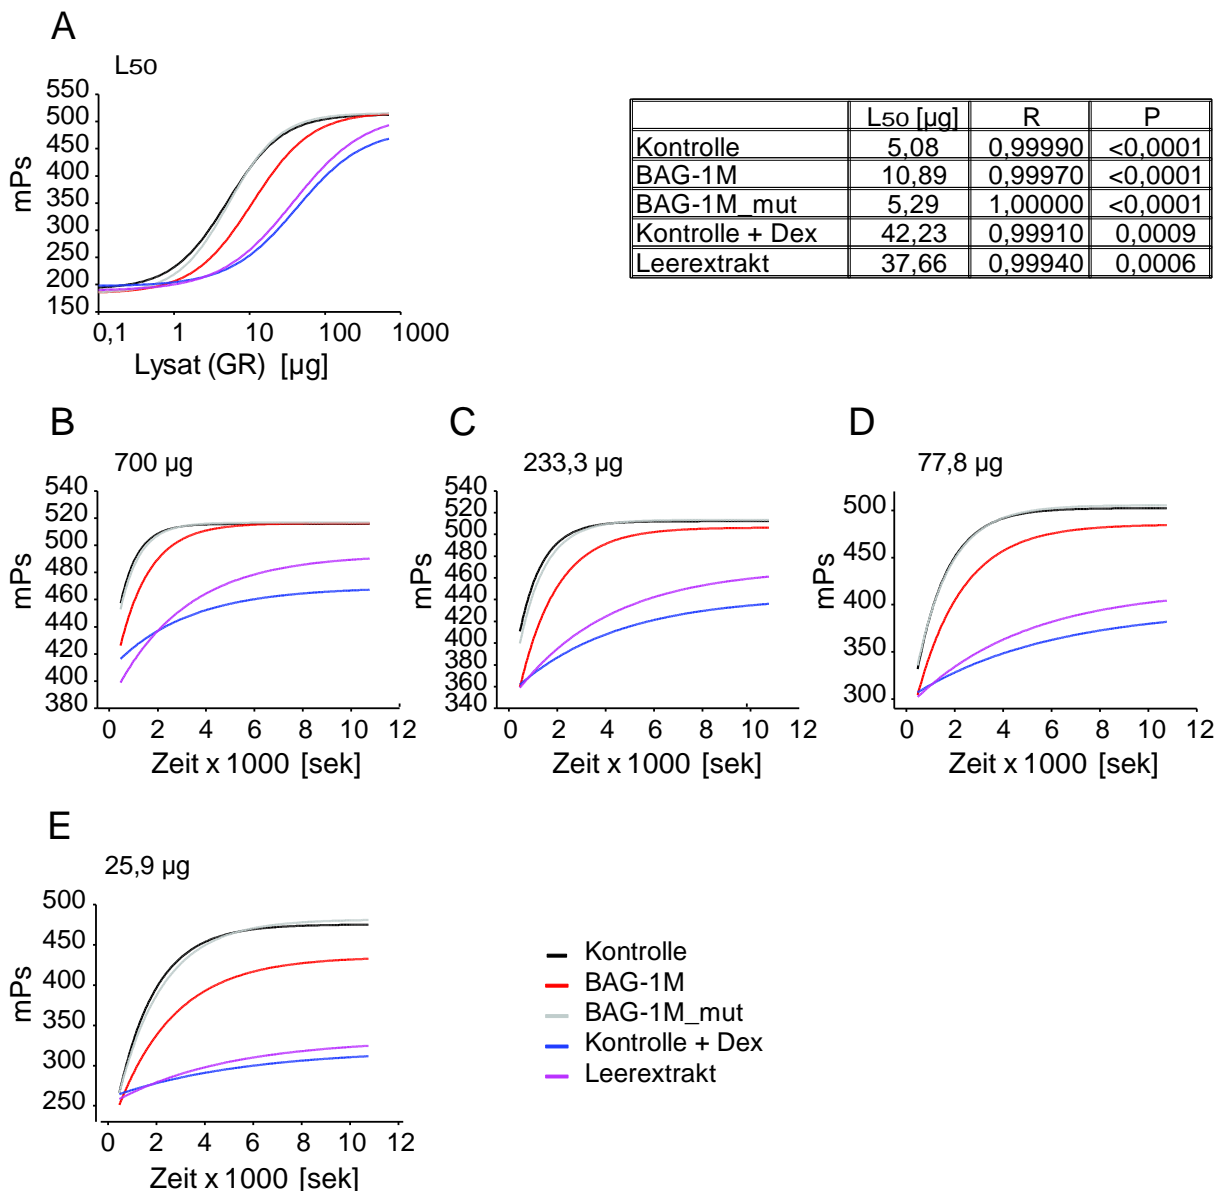 A
L50
550
500
450
400
350
300
250
200
150
mPs
0,1 1 10 100 1000
Lysat (GR) [µg]
L50 [µg] R P
Kontrolle 5,08 0,99990 <0,0001
BAG-1M 10,89 0,99970 <0,0001
BAG-1M_mut 5,29 1,00000 <0,0001
Kontrolle + Dex 42,23 0,99910 0,0009
Leerextrakt 37,66 0,99940 0,0006
B
700 µg
540
520
500
480
460
440
420
400
380
mPs
0 2 4 6 8 10 12
Zeit x 1000 [sek]
C
233,3 µg
540
520
500
480
460
440
420
400
380
360
340
mPs
0 2 4 6 8 10 12
Zeit x 1000 [sek]
D
77,8 µg
500
450
400
350
300
mPs
0 2 4 6 8 10 12
Zeit x 1000 [sek]
E
25,9 µg
500
450
400
350
300
250
mPs
0 2 4 6 8 10 12
Zeit x 1000 [sek]
Kontrolle
BAG-1M
BAG-1M_mut
Kontrolle + Dex
Leerextrakt